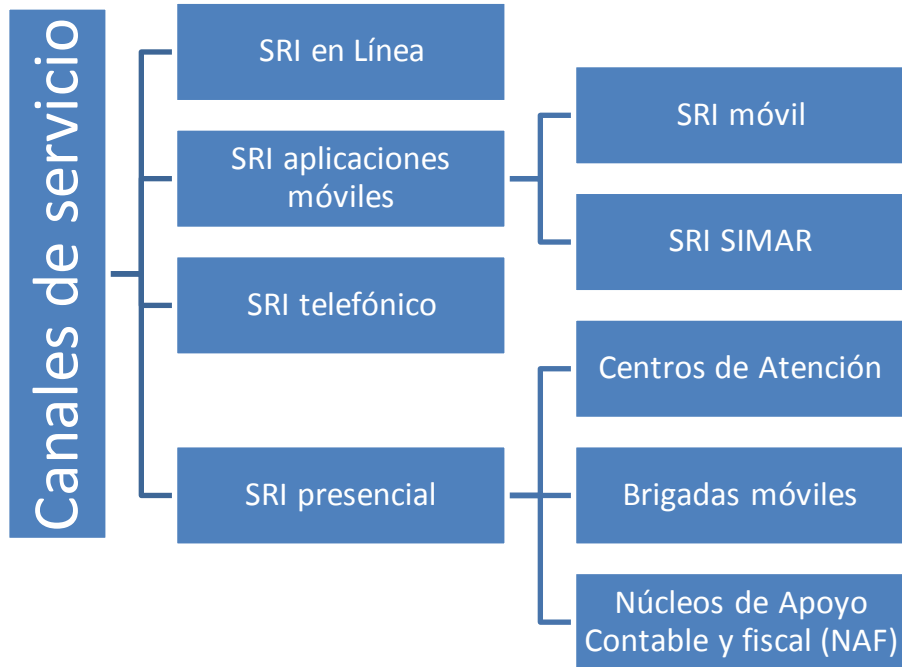 Canales de servicio
SRI en Línea
SRI aplicaciones
móviles
SRI móvil
SRI SIMAR
SRI telefónico
SRI presencial
Centros de Atención
Brigadas móviles
Núcleos de Apoyo
Contable y fiscal (NAF)